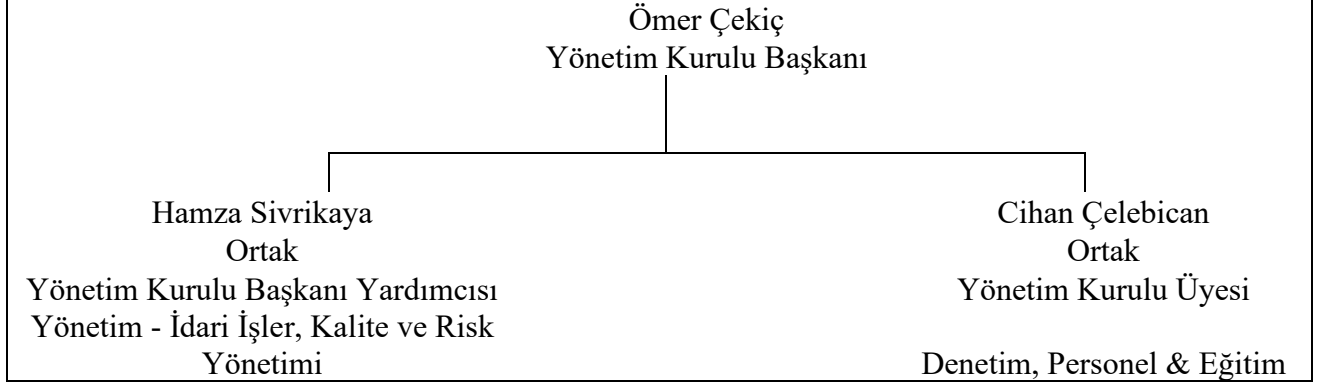 Ömer Çekiç
Yönetim Kurulu Başkanı
Hamza Sivrikaya
Ortak
Yönetim Kurulu Başkanı Yardımcısı
Yönetim - İdari İşler, Kalite ve Risk
Yönetimi
Cihan Çelebican
Ortak
Yönetim Kurulu Üyesi
Denetim, Personel & Eğitim